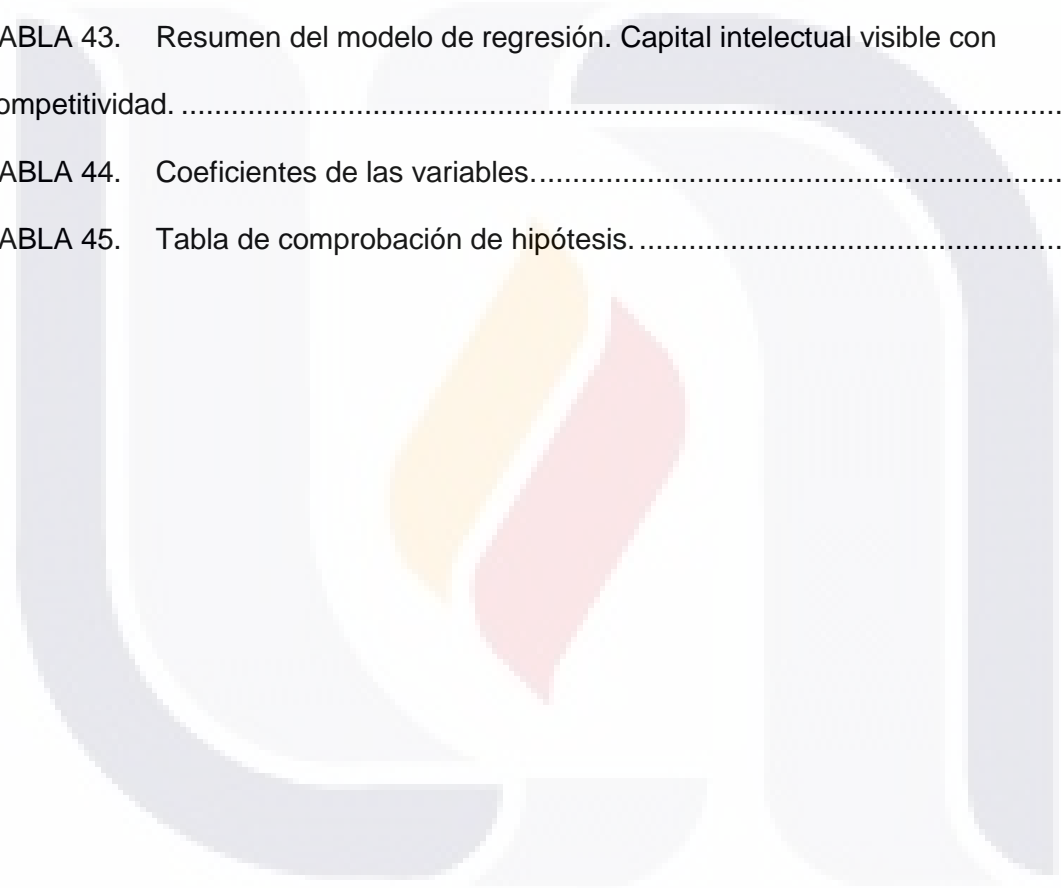 ABLA 43. Resumen del modelo de regresión. Capital intelectual visible con
ompetitividad. ....................................................................................................
ABLA 44. Coeficientes de las variables.................................................................
ABLA 45. Tabla de comprobación de hipótesis. ...................................................